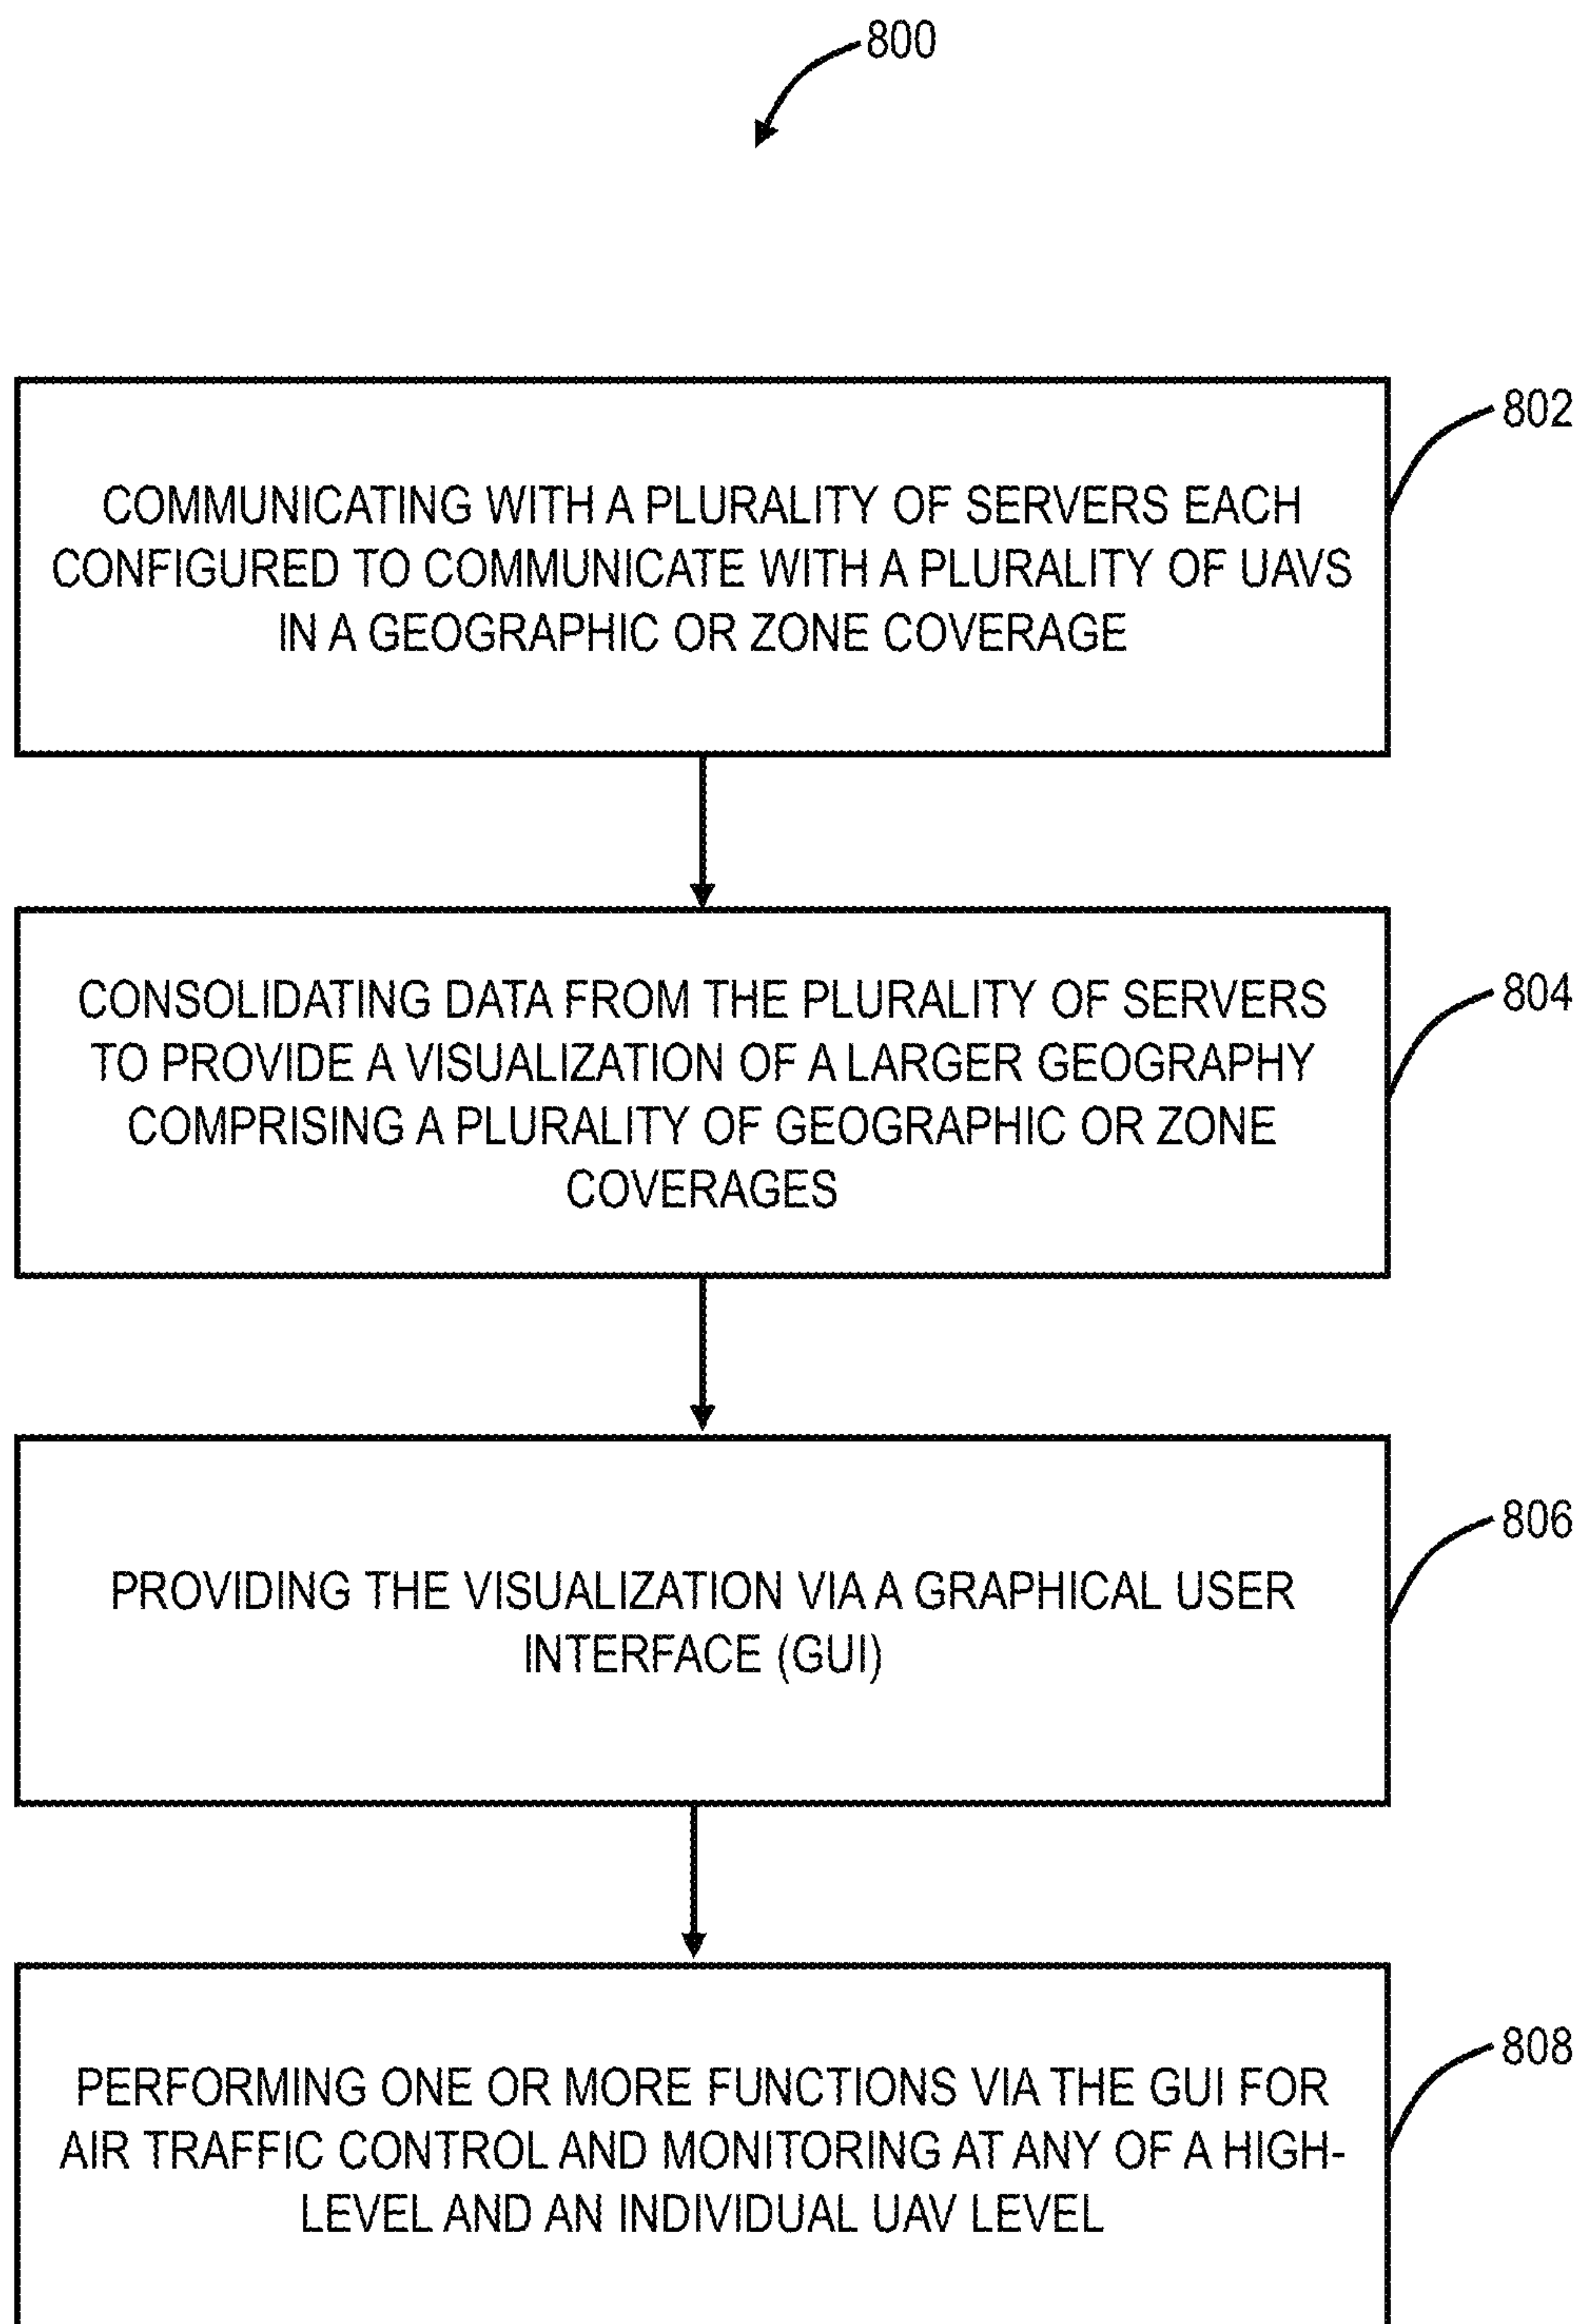 800
802
COMMUNICATING WITH A PLURALITY OF SERVERS EACH
CONFIGURED TO COMMUNICATE WITH A PLURALITY OF UAVS
IN A GEOGRAPHIC OR ZONE COVERAGE
804
CONSOLIDATING DATA FROM THE PLURALITY OF SERVERS
TO PROVIDE A VISUALIZATION OF A LARGER GEOGRAPHY
COMPRISING A PLURALITY OF GEOGRAPHIC OR ZONE
COVERAGES
806
PROVIDING THE VISUALIZATION VIA A GRAPHICAL USER
INTERFACE (GUI)
808
PERFORMING ONE OR MORE FUNCTIONS VIA THE GUI FOR
AIR TRAFFIC CONTROL AND MONITORING AT ANY OF A HIGH-
LEVEL AND AN INDIVIDUAL UAV LEVEL